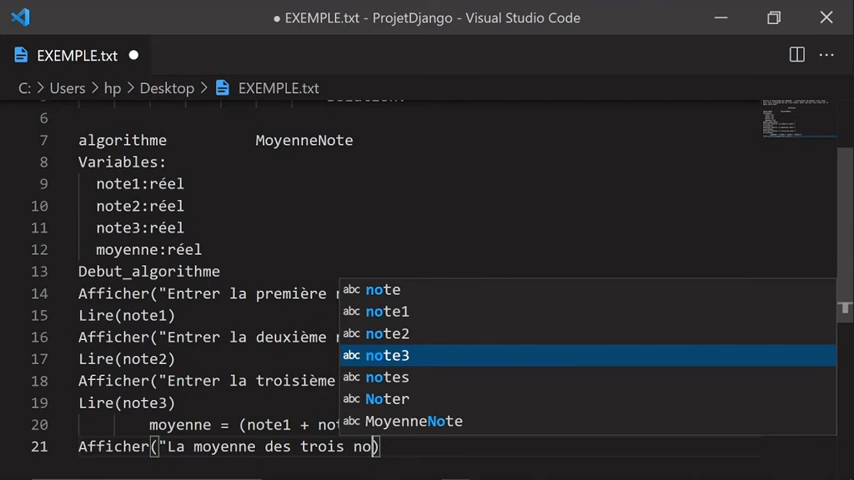 EXEMPLE.txt - ProjetDjango - Visual Studio Code
EXEMPLE.txt
C: > Users > hp > Desktop > EXEMPLE.txt
6
7 algorithme MoyenneNote
8 Variables:
9 note1:réel
10 note2:réel
11 note3:réel
12 moyenne:réel
13 Debut_algorithme
14 Afficher("Entrer la première
15 Lire(note1)
16 Afficher("Entrer la deuxième
17 Lire(note2)
18 Afficher("Entrer la troisième
19 Lire(note3)
20 moyenne = (note1 +
21 Afficher("La moyenne des trois no)
abc note
abc note1
abc note2
abc note3
abc notes
abc Noter
abc MoyenneNote